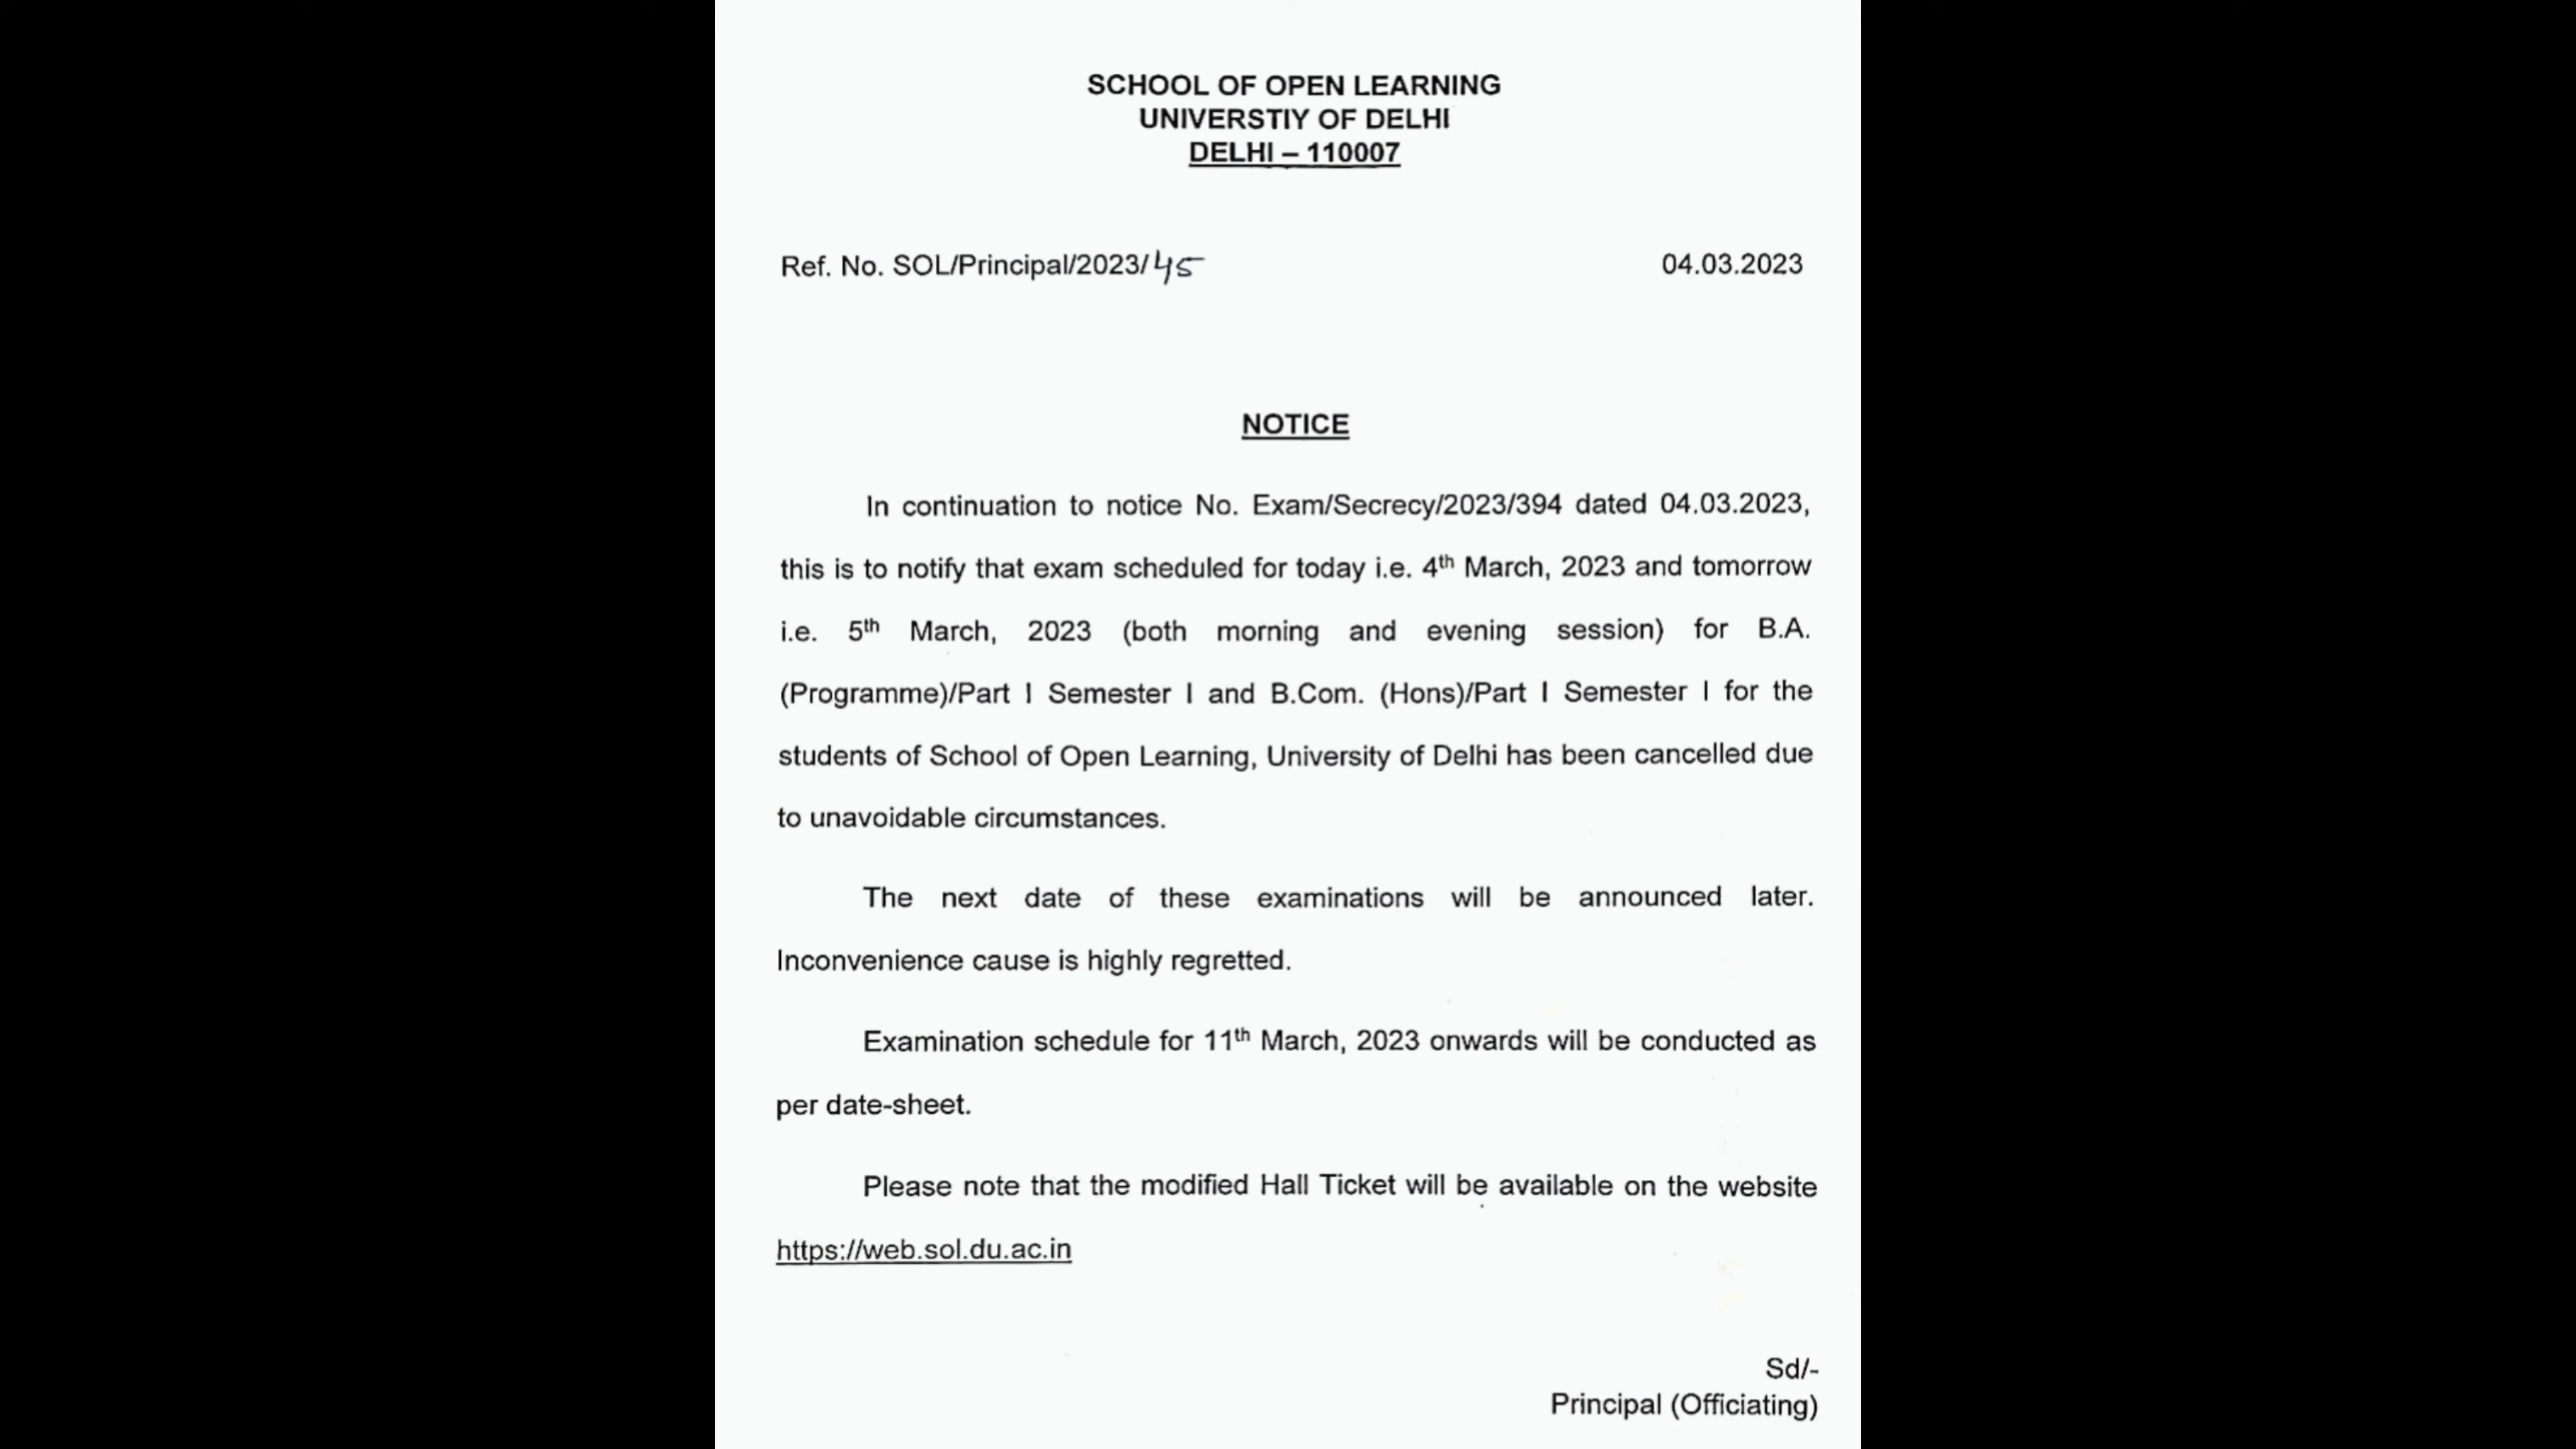 SCHOOL OF OPEN LEARNING
UNIVERSTIY OF DELHI
DELHI – 110007
Ref. No. SOL/Principal/2023/45 04.03.2023
NOTICE
In continuation to notice No. Exam/Secrecy/2023/394 dated 04.03.2023,
this is to notify that exam scheduled for today i.e. 4th March, 2023 and tomorrow
i.e. 5th March, 2023 (both morning and evening session) for B.A.
(Programme)/Part I Semester I and B.Com. (Hons)/Part I Semester I for the
students of School of Open Learning, University of Delhi has been cancelled due
to unavoidable circumstances.
The next date of these examinations will be announced later.
Inconvenience cause is highly regretted.
Examination schedule for 11th March, 2023 onwards will be conducted as
per date-sheet.
Please note that the modified Hall Ticket will be available on the website
https://web.sol.du.ac.in
Sd/-
Principal (Officiating)